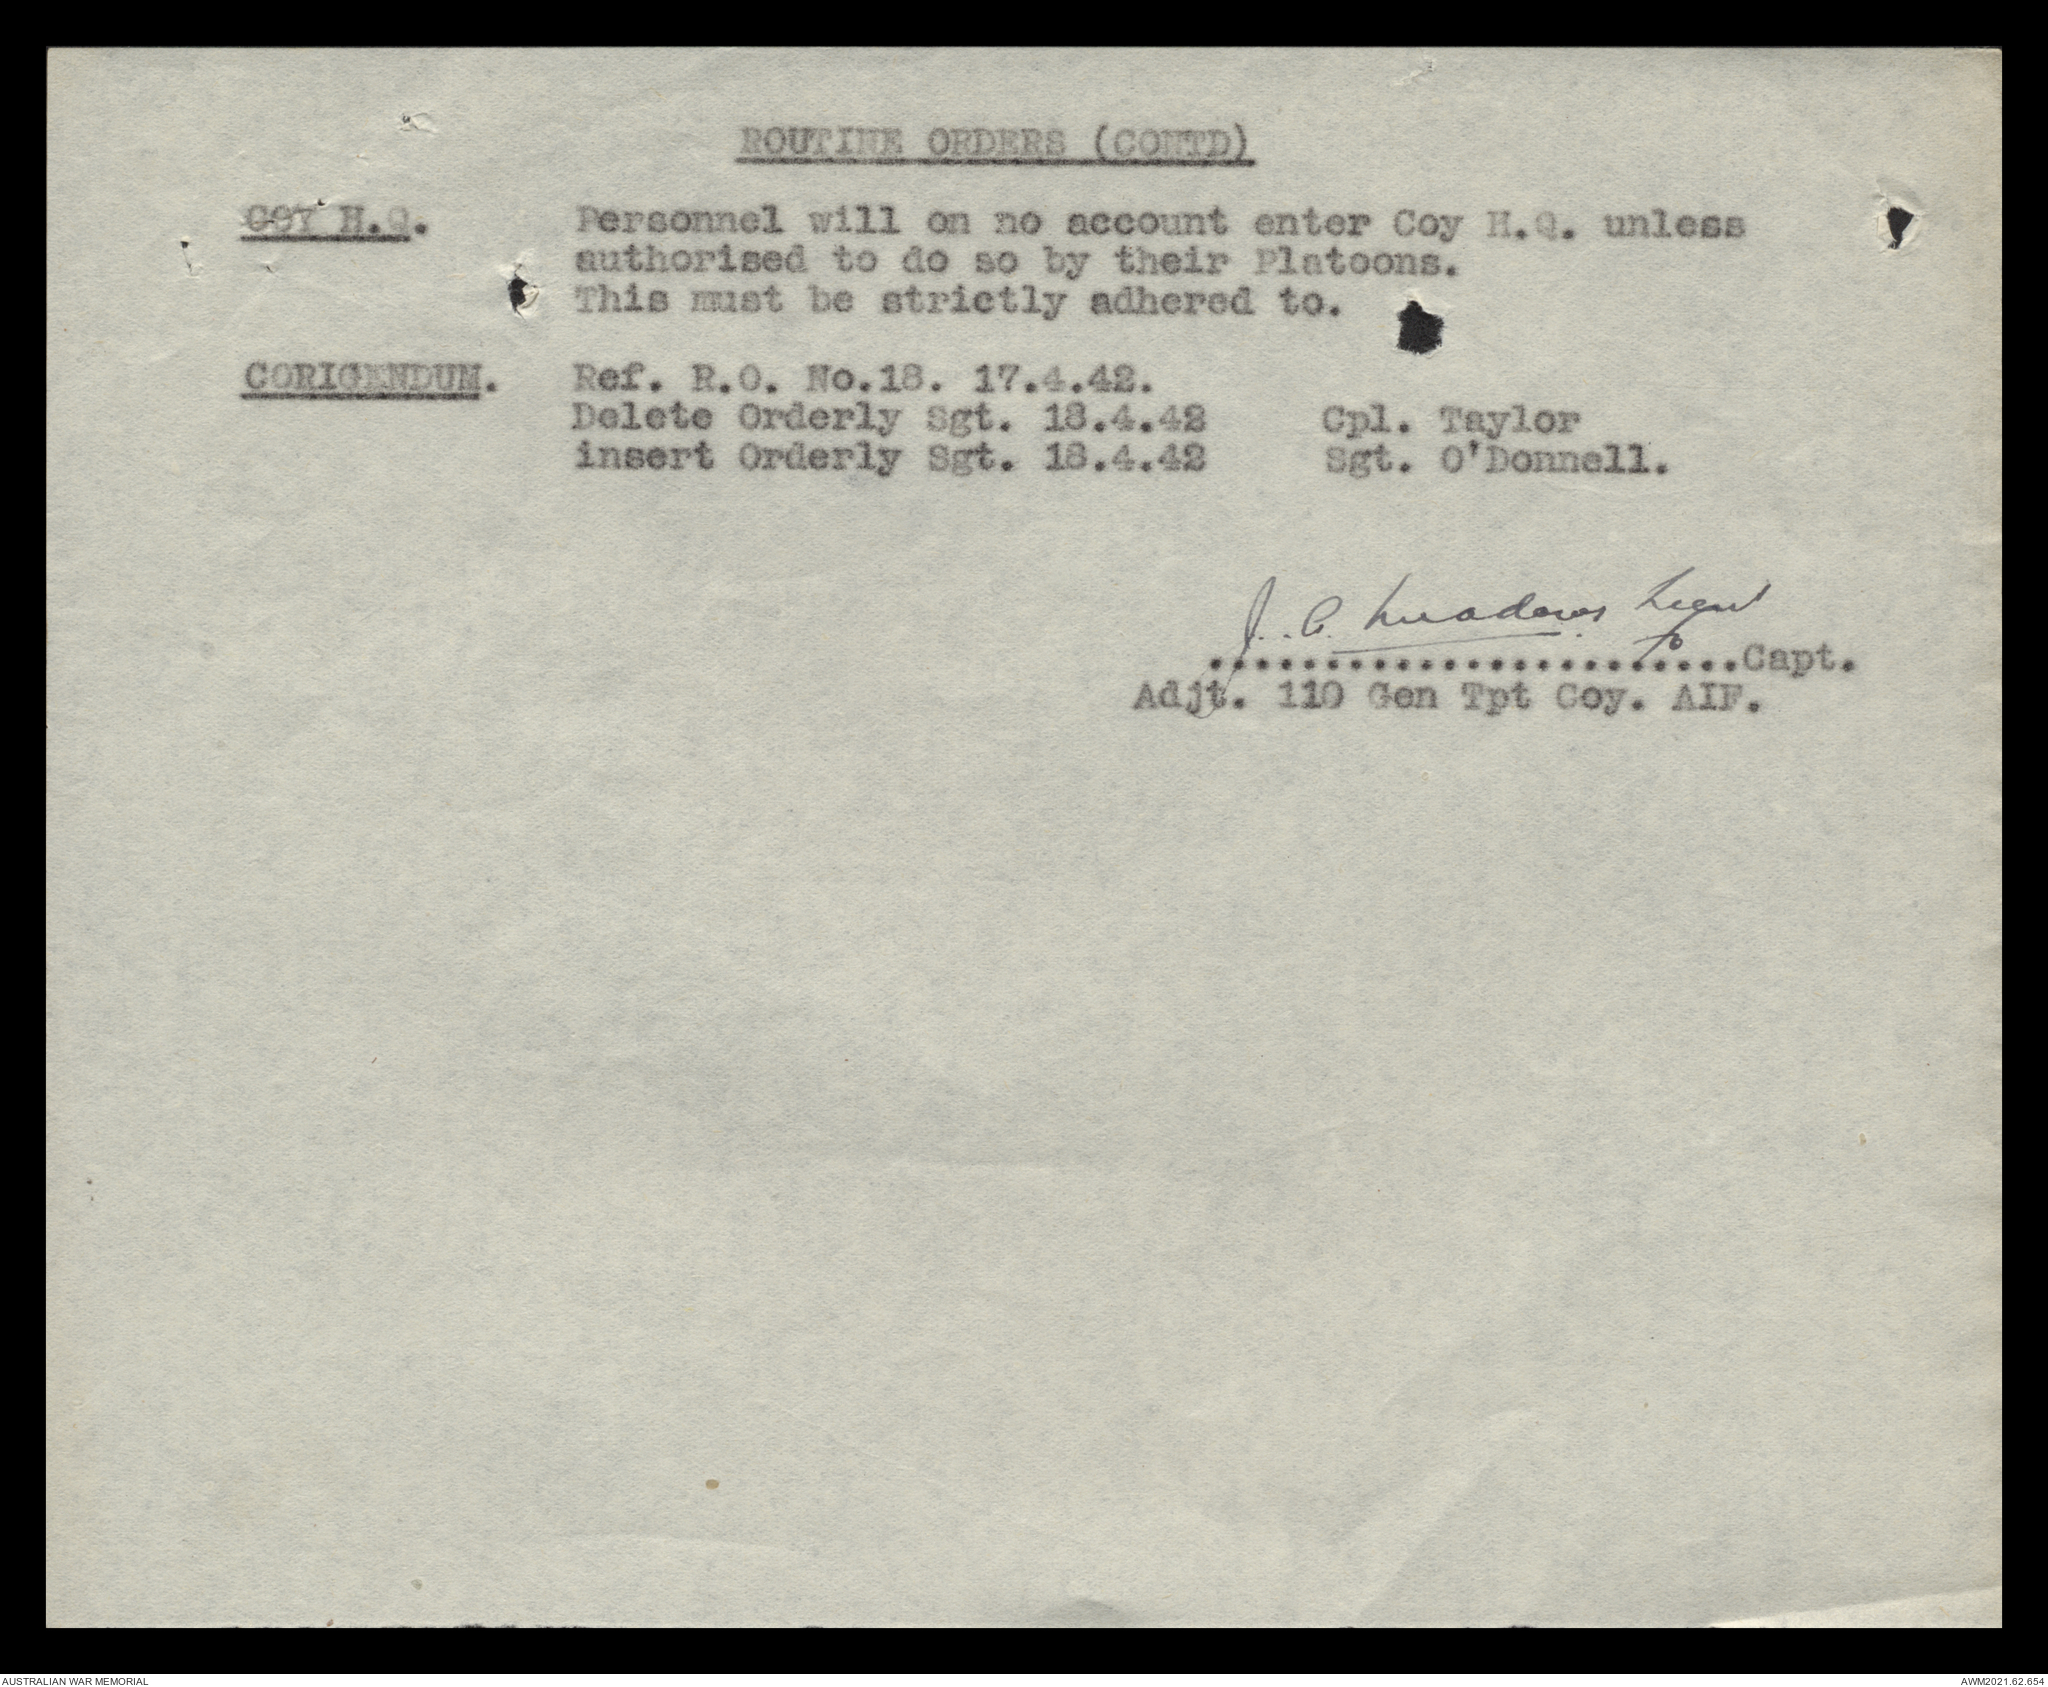 ROUTINE ORDERS (CONTD)
COY H.Q. Personnel will on no account enter Coy H.Q. unless
authorised to do so by their Platoons.
This must be strictly adhered to.
CORIGENDUM. Ref. R.O. No.18. 17.4.42.
Delete Orderly Sgt. 18.4.42 Cpl. Taylor
insert Orderly Sgt. 18.4.42 Sgt. O'Donnell.
Meadows Lieut
.......................Capt.
Adjt. 110 Gen Tpt Coy. AIF.
AUSTRALIAN WAR MEMORIAL AWM2021.62.654